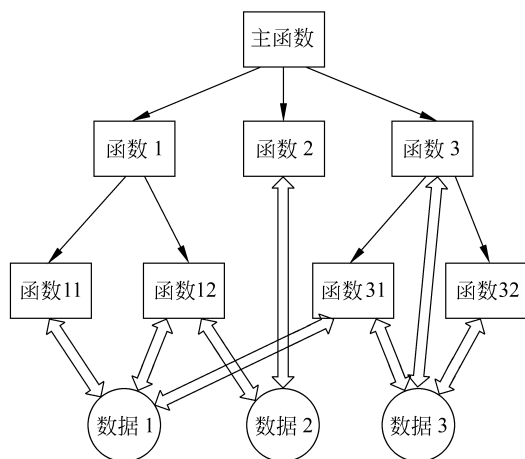 主函数
函数 1
函数 2
函数 3
函数11
函数12
函数31
函数32
数据 1
数据 2
数据 3